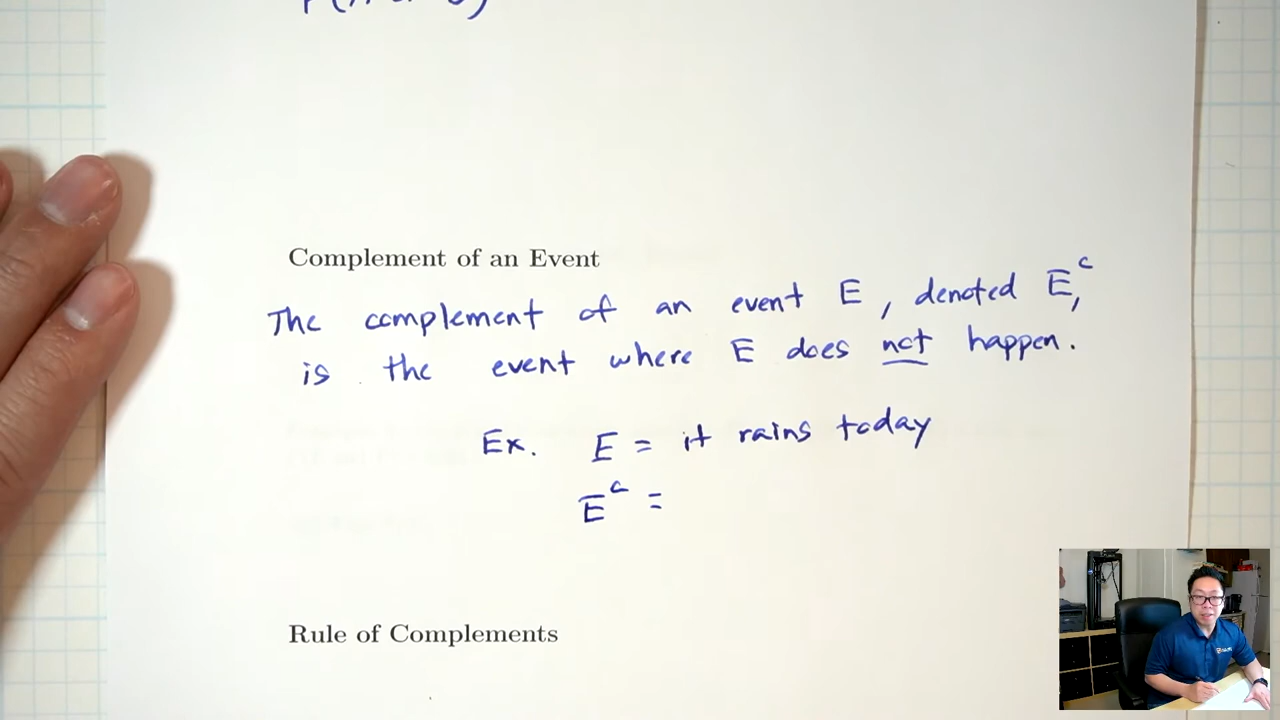 Complement of an Event
The complement of an event E, denoted E^c,
is the event where E does not happen.
Ex. E = it rains today
E^c =
Rule of Complements